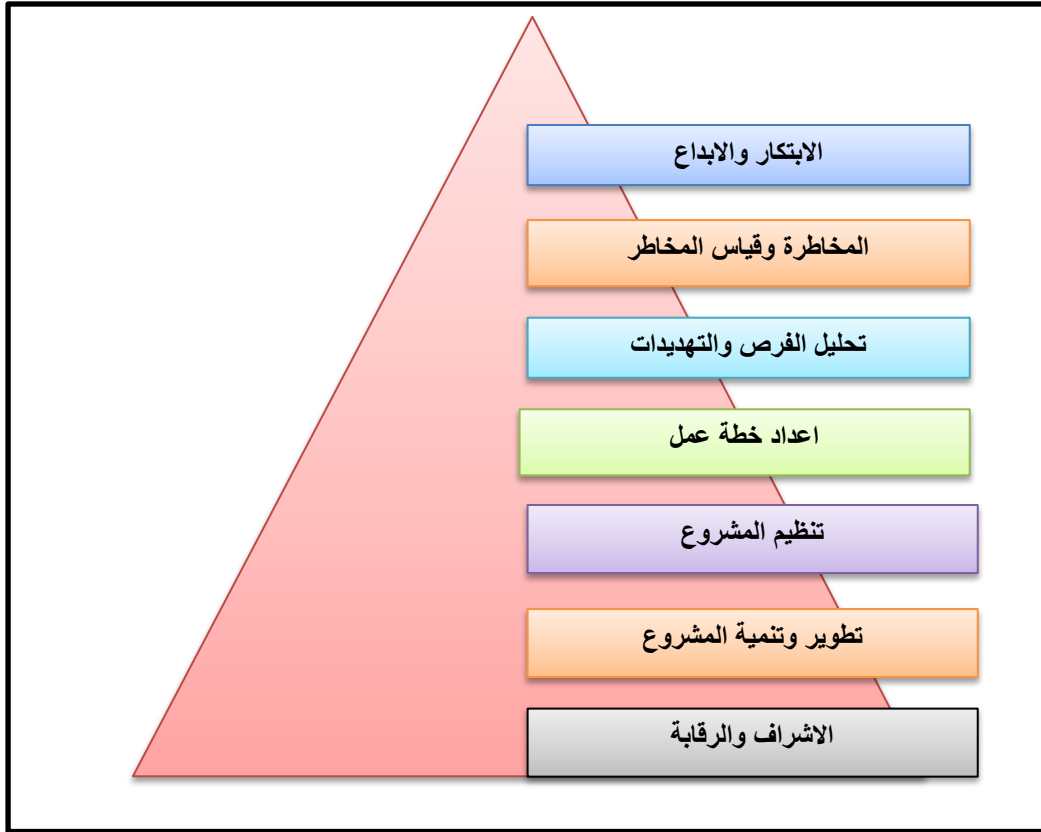 الابتكار والابداع
المخاطرة وقياس المخاطر
تحليل الفرص والتهديدات
اعداد خطة عمل
تنظيم المشروع
تطوير وتنمية المشروع
الاشراف والرقابة